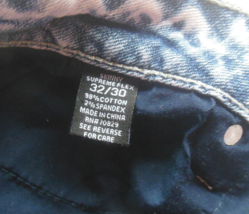 SKINNY
SUPREME FLEX
32/30
98% COTTON
2% SPANDEX
MADE IN CHINA
RN# 70829
SEE REVERSE
FOR CARE